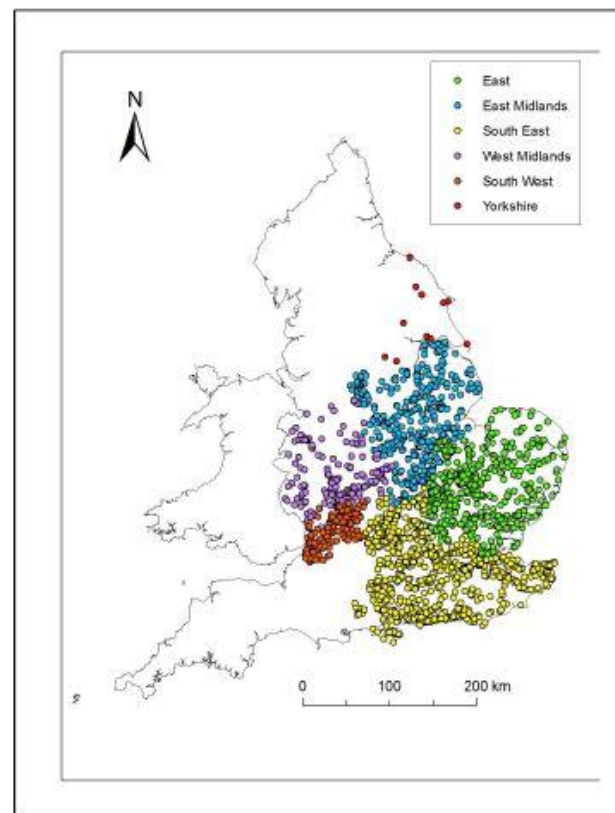 N
East
East Midlands
South East
West Midlands
South West
Yorkshire
0 100 200 km